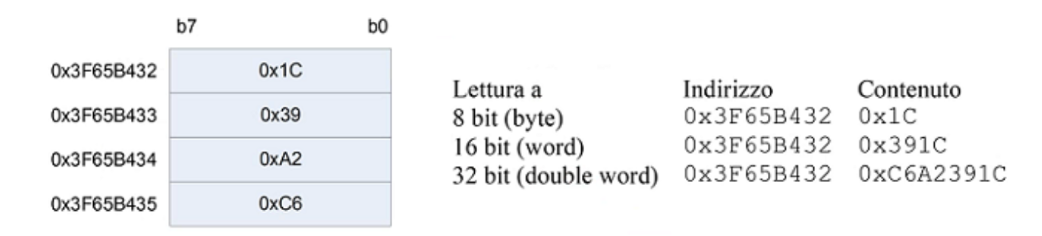 b7 b0
0x3F65B432 0x1C
0x3F65B433 0x39
0x3F65B434 0xA2
0x3F65B435 0xC6
Lettura a Indirizzo Contenuto
8 bit (byte) 0x3F65B432 0x1C
16 bit (word) 0x3F65B432 0x391C
32 bit (double word) 0x3F65B432 0xC6A2391C